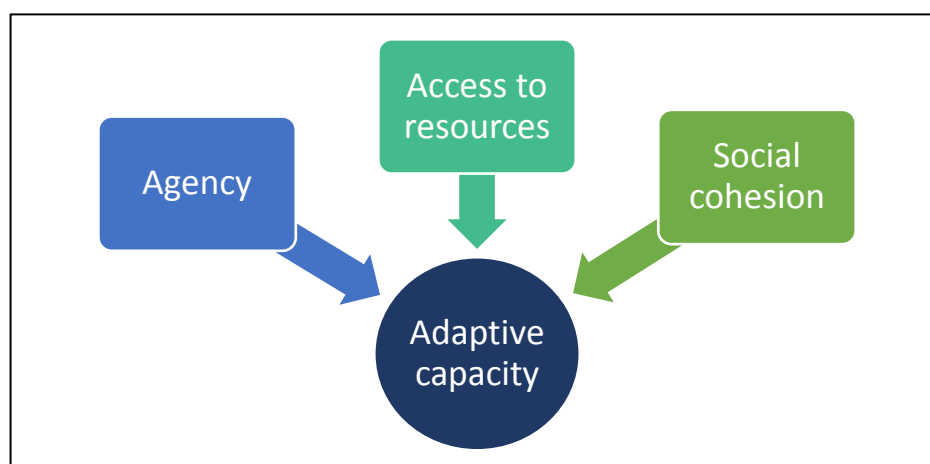 Access to
resources
Agency
Social
cohesion
Adaptive
capacity